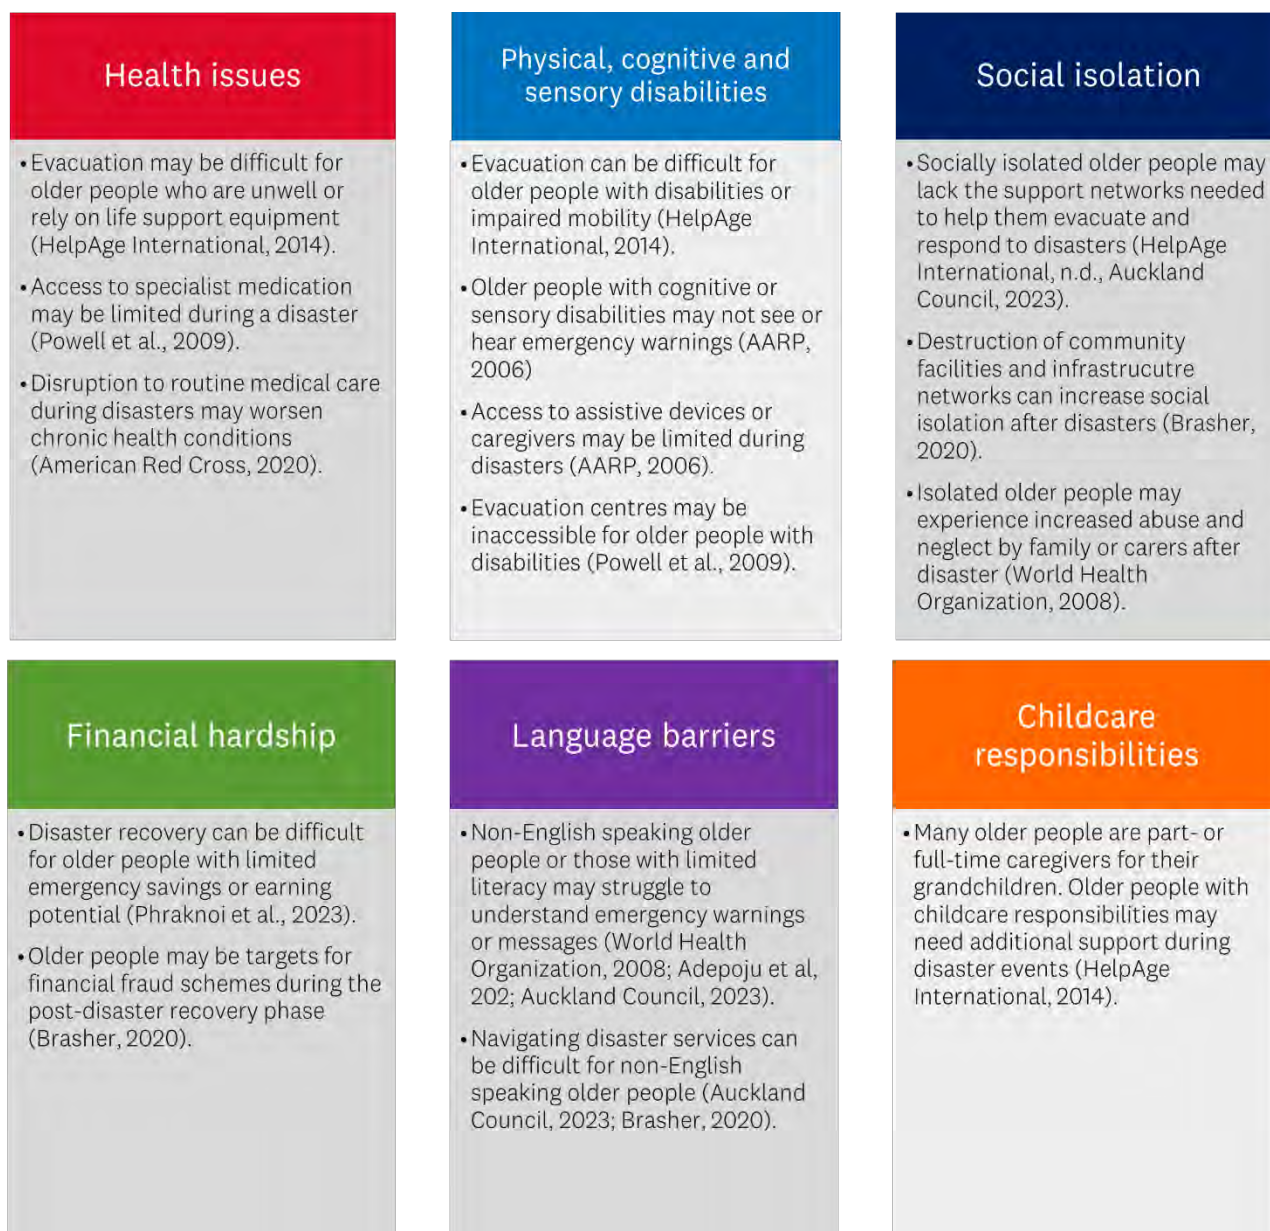 Health issues
• Evacuation may be difficult for
older people who are unwell or
rely on life support equipment
(HelpAge International, 2014).
• Access to specialist medication
may be limited during a disaster
(Powell et al., 2009).
• Disruption to routine medical care
during disasters may worsen
chronic health conditions
(American Red Cross, 2020).
Physical, cognitive and
sensory disabilities
• Evacuation can be difficult for
older people with disabilities or
impaired mobility (HelpAge
International, 2014).
• Older people with cognitive or
sensory disabilities may not see or
hear emergency warnings (AARP,
2006)
• Access to assistive devices or
caregivers may be limited during
disasters (AARP, 2006).
• Evacuation centres may be
inaccessible for older people with
disabilities (Powell et al., 2009).
Social isolation
• Socially isolated older people may
lack the support networks needed
to help them evacuate and
respond to disasters (HelpAge
International, n.d., Auckland
Council, 2023).
• Destruction of community
facilities and infrastrucutre
networks can increase social
isolation after disasters (Brasher,
2020).
• Isolated older people may
experience increased abuse and
neglect by family or carers after
disaster (World Health
Organization, 2008).
Financial hardship
• Disaster recovery can be difficult
for older people with limited
emergency savings or earning
potential (Phraknoi et al., 2023).
• Older people may be targets for
financial fraud schemes during the
post-disaster recovery phase
(Brasher, 2020).
Language barriers
• Non-English speaking older
people or those with limited
literacy may struggle to
understand emergency warnings
or messages (World Health
Organization, 2008; Adepoju et al,
202; Auckland Council, 2023).
• Navigating disaster services can
be difficult for non-English
speaking older people (Auckland
Council, 2023; Brasher, 2020).
Childcare
responsibilities
• Many older people are part- or
full-time caregivers for their
grandchildren. Older people with
childcare responsibilities may
need additional support during
disaster events (HelpAge
International, 2014).